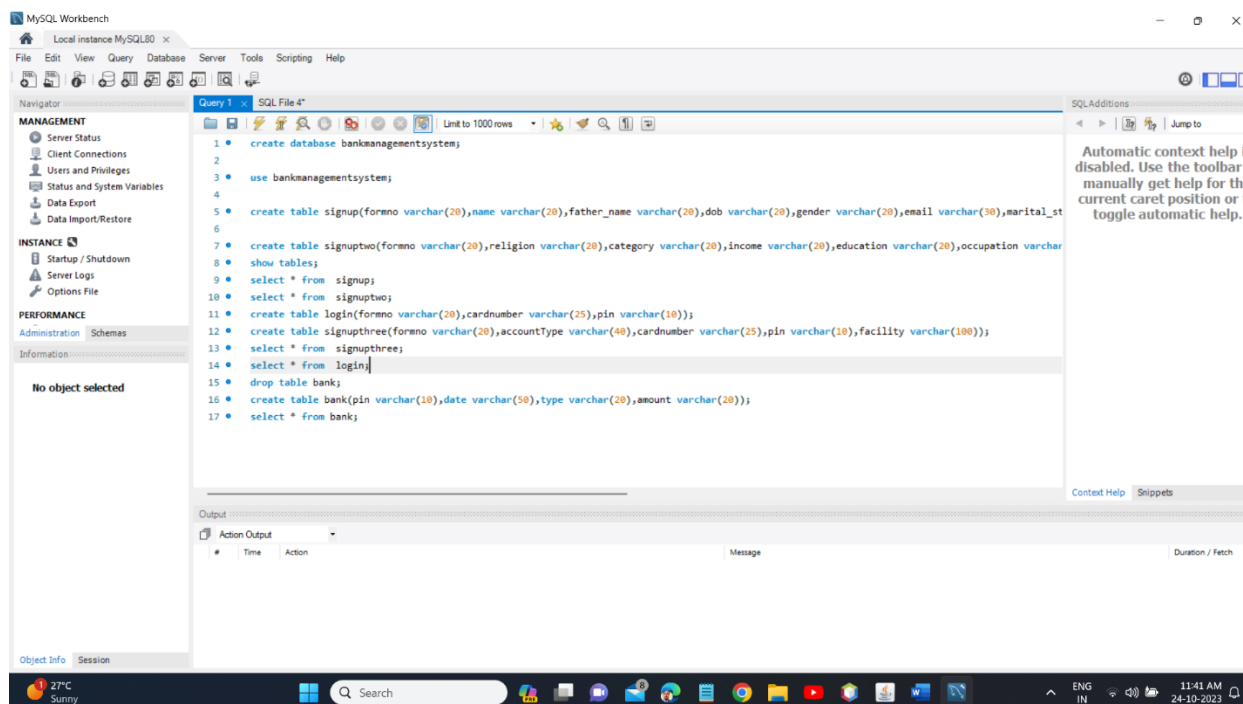 MySQL Workbench
Local instance MySQL80
File Edit View Query Database Server Tools Scripting Help
Navigator
MANAGEMENT
Server Status
Client Connections
Users and Privileges
Status and System Variables
Data Export
Data Import/Restore
INSTANCE
Startup / Shutdown
Server Logs
Options File
PERFORMANCE
Administration Schemas
Information
No object selected
Object Info Session
Query 1 SQL File 4*
Limit to 1000 rows
1 create database bankmanagementsystem;
2
3 use bankmanagementsystem;
4
5 create table signup(formno varchar(20),name varchar(20),father_name varchar(20),dob varchar(20),gender varchar(20),email varchar(30),marital_st
6
7 create table signuptwo(formno varchar(20),religion varchar(20),category varchar(20),income varchar(20),education varchar(20),occupation varchar
8 show tables;
9 select * from  signup;
10 select * from  signuptwo;
11 create table login(formno varchar(20),cardnumber varchar(25),pin varchar(10));
12 create table signupthree(formno varchar(20),accountType varchar(40),cardnumber varchar(25),pin varchar(10),facility varchar(100));
13 select * from  signupthree;
14 select * from  login;
15 drop table bank;
16 create table bank(pin varchar(10),date varchar(50),type varchar(20),amount varchar(20));
17 select * from bank;
Output
Action Output
# Time Action Message Duration / Fetch
SQLAdditions
Jump to
Automatic context help i
disabled. Use the toolbar
manually get help for th
current caret position or
toggle automatic help.
Context Help Snippets
1
27°C
Sunny
Search
PRE
8
ENG
IN
11:41 AM
24-10-2023